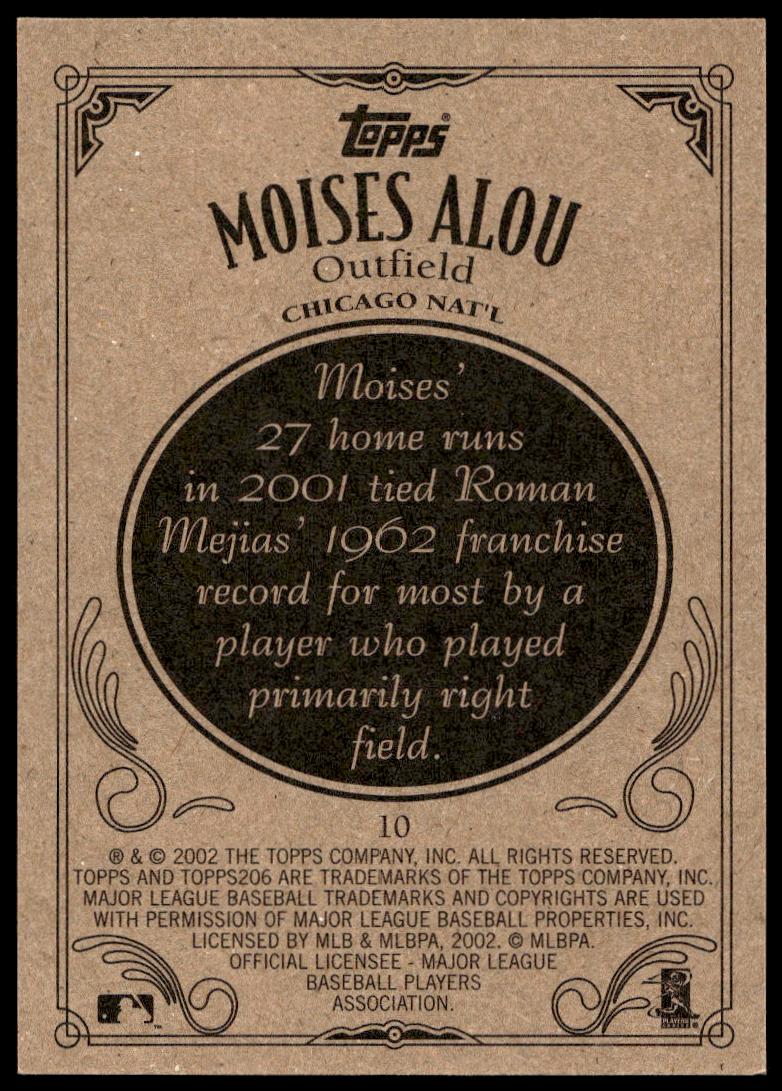 Topps®
MOISES ALOU
Outfield
CHICAGO NAT'L
Moises'
27 home runs
in 2001 tied Roman
Mejias' 1962 franchise
record for most by a
player who played
primarily right
field.
10
® & © 2002 THE TOPPS COMPANY, INC. ALL RIGHTS RESERVED.
TOPPS AND TOPPS206 ARE TRADEMARKS OF THE TOPPS COMPANY, INC.
MAJOR LEAGUE BASEBALL TRADEMARKS AND COPYRIGHTS ARE USED
WITH PERMISSION OF MAJOR LEAGUE BASEBALL PROPERTIES, INC.
LICENSED BY MLB & MLBPA, 2002. © MLBPA.
OFFICIAL LICENSEE - MAJOR LEAGUE
BASEBALL PLAYERS
ASSOCIATION.
™
PLAYERS
CHOICE ®